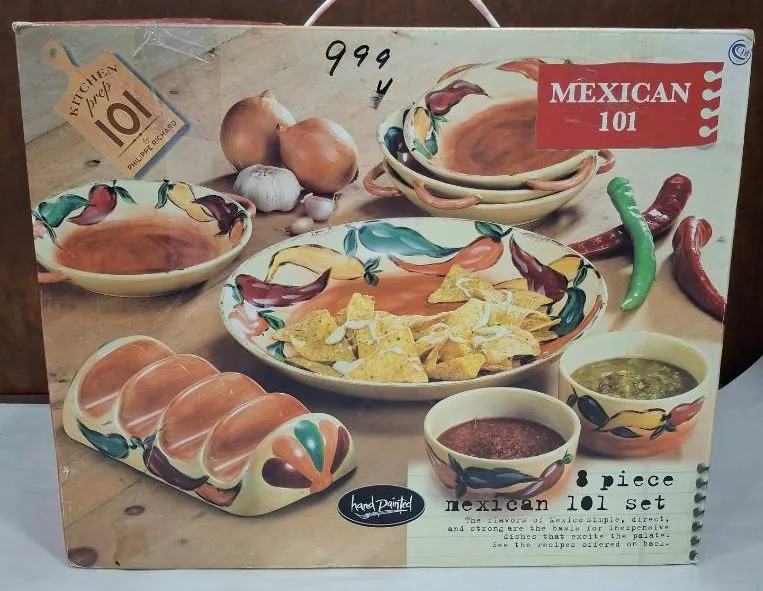 999
KITCHEN
prep
101
by
PHILIPPE RICHARD
MEXICAN
101
hand Painted
8 piece
mexican 101 set
The flavors of Mexico simple, direct,
and strong are the basis for inexpensive
dishes that excite the palate.
See the recipes offered on back.